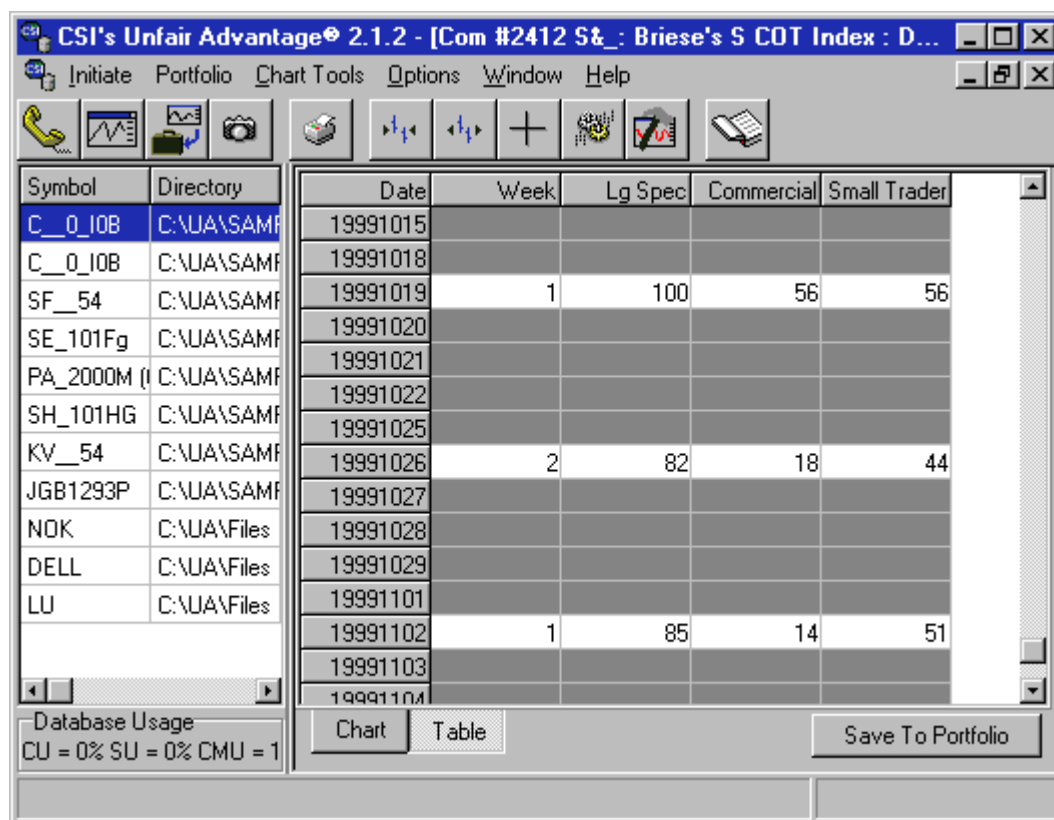 CSI's Unfair Advantage® 2.1.2 - [Com #2412 S&_: Briese's S COT Index : D...
Initiate Portfolio Chart Tools Options Window Help
Symbol Directory
C__0_I0B C:\UA\SAMF
C__0_I0B C:\UA\SAMF
SF__54 C:\UA\SAMF
SE_101Fg C:\UA\SAMF
PA_2000M (I C:\UA\SAMF
SH_101HG C:\UA\SAMF
KV__54 C:\UA\SAMF
JGB1293P C:\UA\SAMF
NOK C:\UA\Files
DELL C:\UA\Files
LU C:\UA\Files
Database Usage
CU = 0% SU = 0% CMU = 1
Date Week Lg Spec Commercial Small Trader
19991015
19991018
19991019 1 100 56 56
19991020
19991021
19991022
19991025
19991026 2 82 18 44
19991027
19991028
19991029
19991101
19991102 1 85 14 51
19991103
19991104
Chart Table
Save To Portfolio